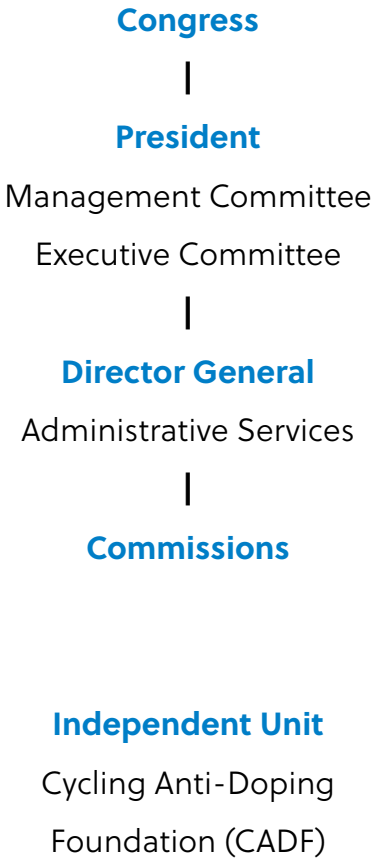 Congress
President
Management Committee
Executive Committee
Director General
Administrative Services
Commissions
Independent Unit
Cycling Anti-Doping
Foundation (CADF)